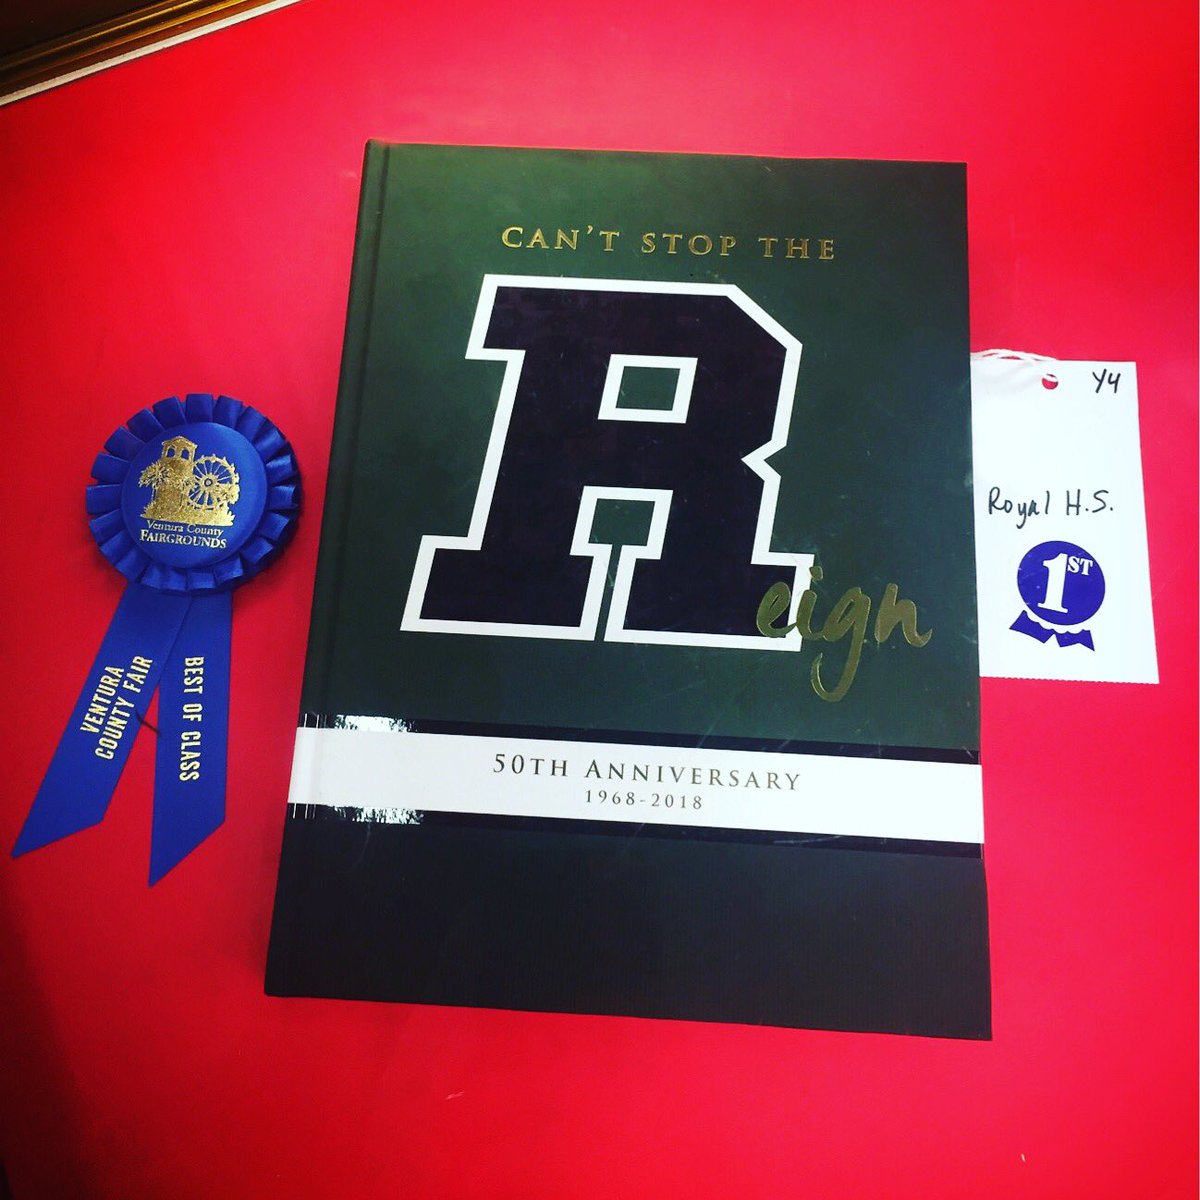 CAN'T STOP THE
Reign
50TH ANNIVERSARY
1968-2018
Ventura County
FAIRGROUNDS
VENTURA
COUNTY FAIR
BEST OF CLASS
Y4
Royal H.S.
1ST